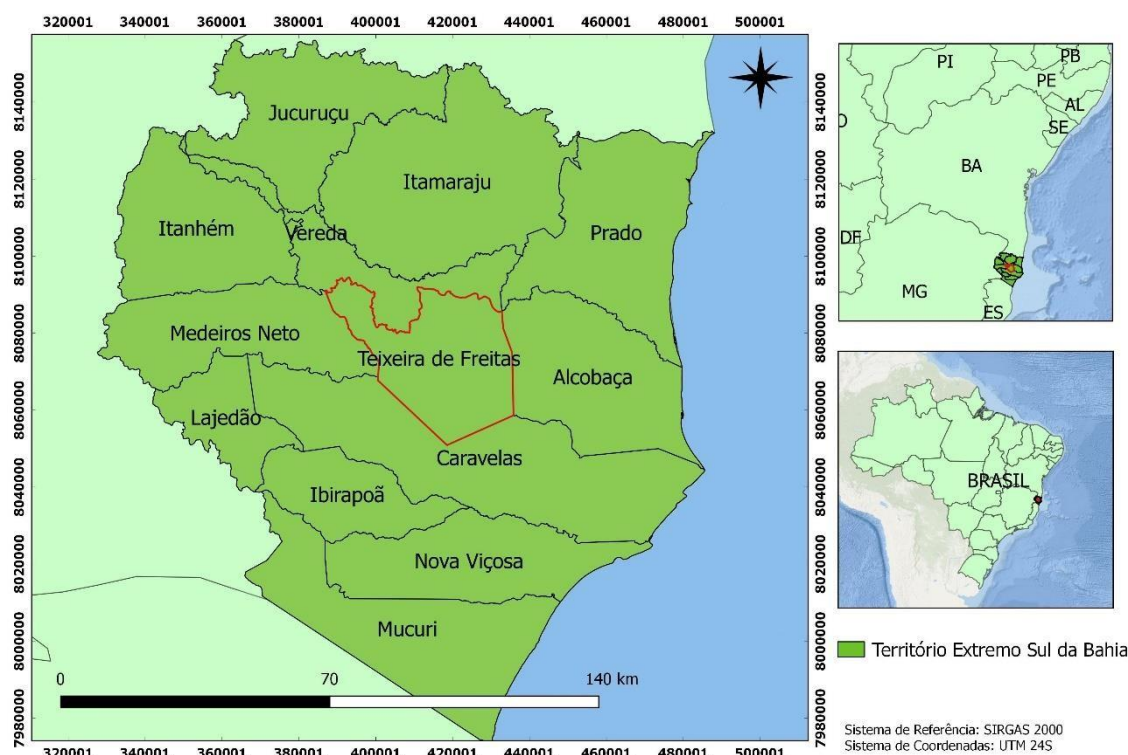 320001 340001 360001 380001 400001 420001 440001 460001 480001 500001
8140000
8120000
8100000
8080000
8060000
8040000
8020000
8000000
7980000
Jucuruçu
Itamaraju
Itanhém
Vereda
Prado
Medeiros Neto
Teixeira de Freitas
Alcobaça
Lajedão
Caravelas
Ibirapoã
Nova Viçosa
Mucuri
0 70 140 km
8140000
8120000
8100000
8080000
8060000
8040000
8020000
8000000
7980000
320001 340001 360001 380001 400001 420001 440001 460001 480001 500001
PI
PB
PE
AL
SE
O
BA
DF
MG
ES
BRASIL
Território Extremo Sul da Bahia
Sistema de Referência: SIRGAS 2000
Sistema de Coordenadas: UTM 24S